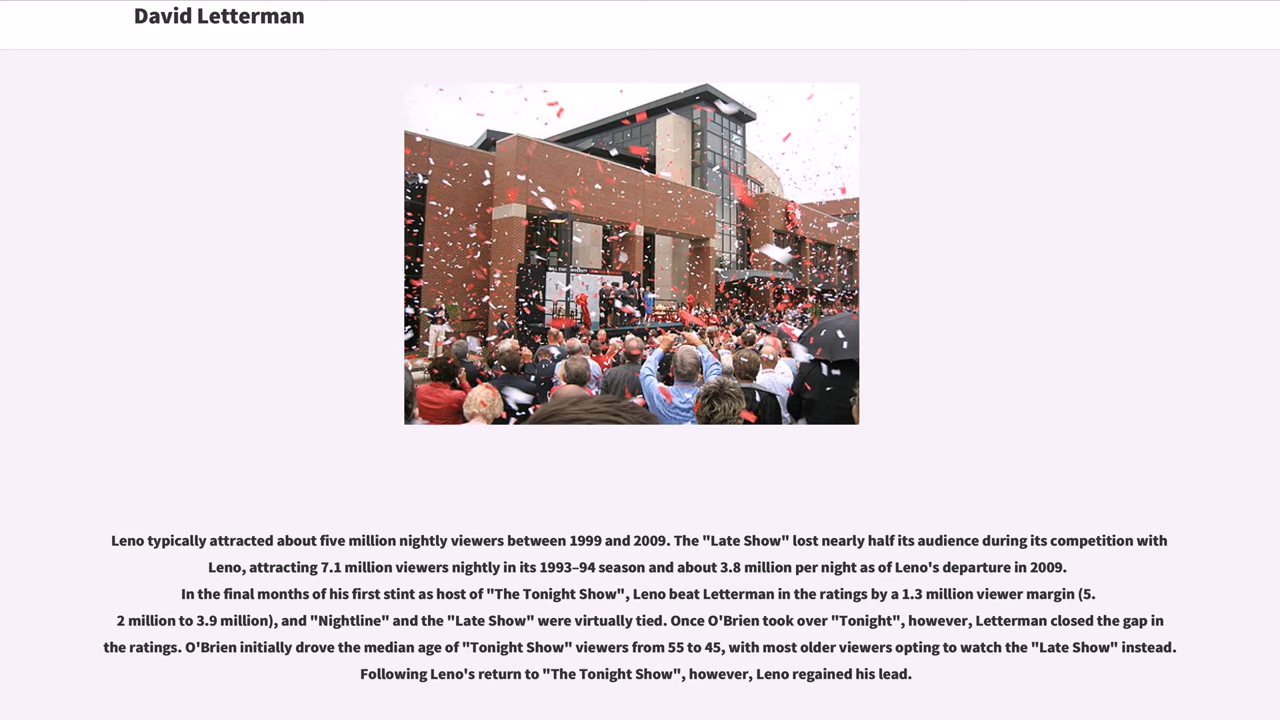 David Letterman
BALL STATE UNIVERSITY
Leno typically attracted about five million nightly viewers between 1999 and 2009. The "Late Show" lost nearly half its audience during its competition with
Leno, attracting 7.1 million viewers nightly in its 1993–94 season and about 3.8 million per night as of Leno's departure in 2009.
In the final months of his first stint as host of "The Tonight Show", Leno beat Letterman in the ratings by a 1.3 million viewer margin (5.
2 million to 3.9 million), and "Nightline" and the "Late Show" were virtually tied. Once O'Brien took over "Tonight", however, Letterman closed the gap in
the ratings. O'Brien initially drove the median age of "Tonight Show" viewers from 55 to 45, with most older viewers opting to watch the "Late Show" instead.
Following Leno's return to "The Tonight Show", however, Leno regained his lead.